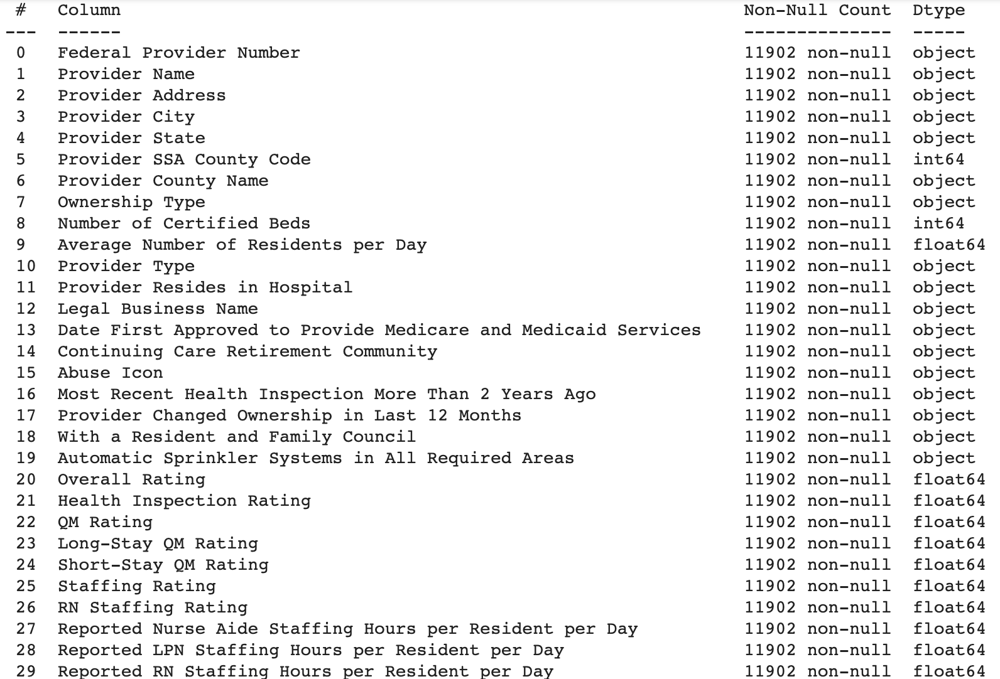 #   Column   Non-Null Count   Dtype
---   ------   --------------   -----
0   Federal Provider Number   11902 non-null   object
1   Provider Name   11902 non-null   object
2   Provider Address   11902 non-null   object
3   Provider City   11902 non-null   object
4   Provider State   11902 non-null   object
5   Provider SSA County Code   11902 non-null   int64
6   Provider County Name   11902 non-null   object
7   Ownership Type   11902 non-null   object
8   Number of Certified Beds   11902 non-null   int64
9   Average Number of Residents per Day   11902 non-null   float64
10   Provider Type   11902 non-null   object
11   Provider Resides in Hospital   11902 non-null   object
12   Legal Business Name   11902 non-null   object
13   Date First Approved to Provide Medicare and Medicaid Services   11902 non-null   object
14   Continuing Care Retirement Community   11902 non-null   object
15   Abuse Icon   11902 non-null   object
16   Most Recent Health Inspection More Than 2 Years Ago   11902 non-null   object
17   Provider Changed Ownership in Last 12 Months   11902 non-null   object
18   With a Resident and Family Council   11902 non-null   object
19   Automatic Sprinkler Systems in All Required Areas   11902 non-null   object
20   Overall Rating   11902 non-null   float64
21   Health Inspection Rating   11902 non-null   float64
22   QM Rating   11902 non-null   float64
23   Long-Stay QM Rating   11902 non-null   float64
24   Short-Stay QM Rating   11902 non-null   float64
25   Staffing Rating   11902 non-null   float64
26   RN Staffing Rating   11902 non-null   float64
27   Reported Nurse Aide Staffing Hours per Resident per Day   11902 non-null   float64
28   Reported LPN Staffing Hours per Resident per Day   11902 non-null   float64
29   Reported RN Staffing Hours per Resident per Day   11902 non-null   float64